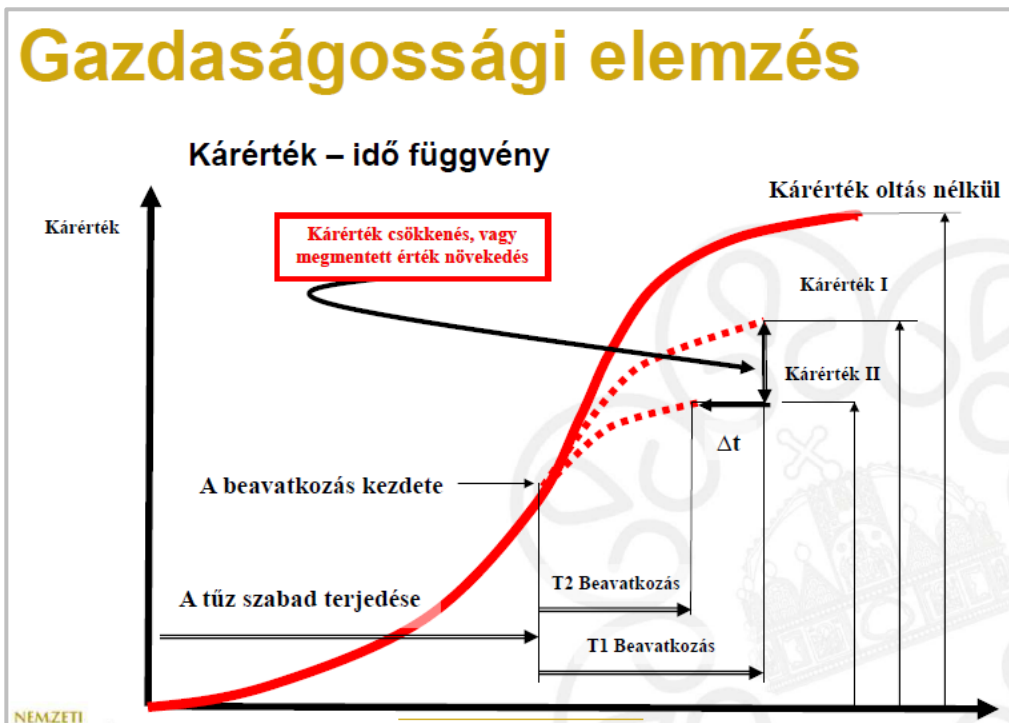 Gazdaságossági elemzés
Kárérték – idő függvény
Kárérték oltás nélkül
Kárérték
Kárérték csökkenés, vagy
megmentett érték növekedés
Kárérték I
Kárérték II
Δt
A beavatkozás kezdete
T2 Beavatkozás
A tűz szabad terjedése
T1 Beavatkozás
NEMZETI